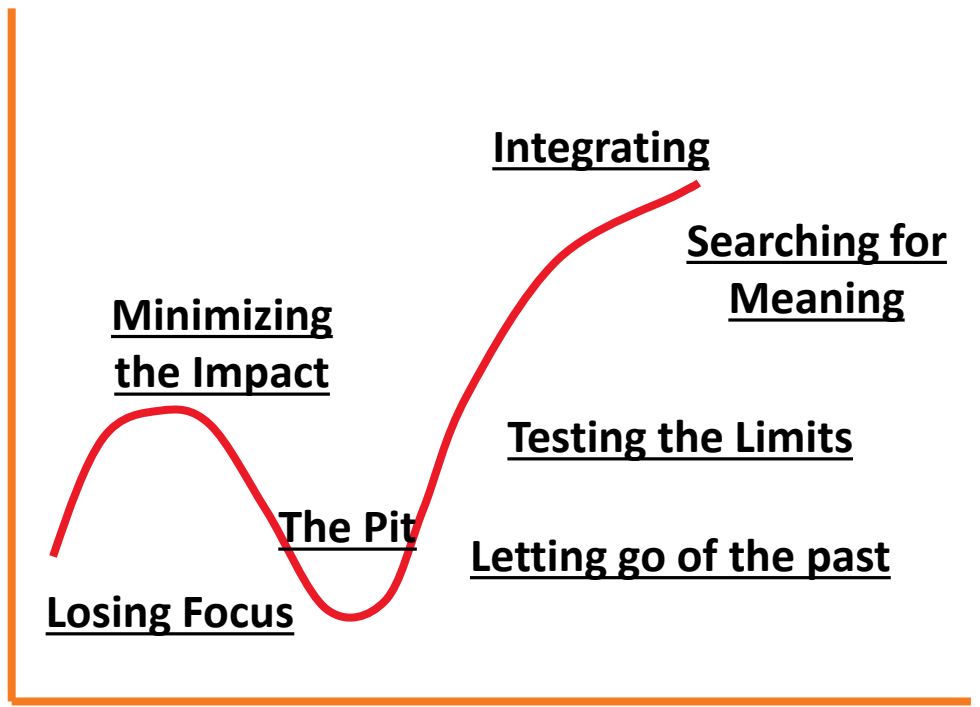 Integrating
Searching for
Meaning
Minimizing
the Impact
Testing the Limits
The Pit
Letting go of the past
Losing Focus